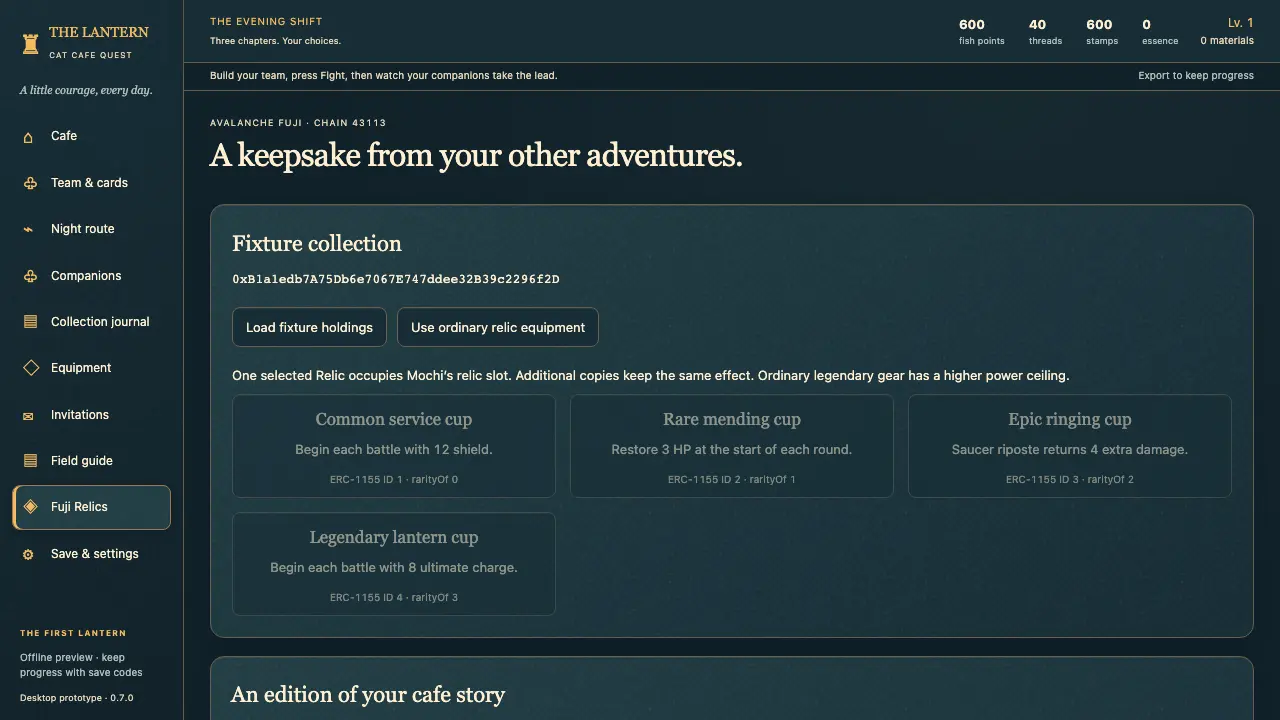 THE LANTERN
CAT CAFE QUEST
A little courage, every day.
Cafe
Team & cards
Night route
Companions
Collection journal
Equipment
Invitations
Field guide
Fuji Relics
Save & settings
THE FIRST LANTERN
Offline preview · keep
progress with save codes
Desktop prototype · 0.7.0
THE EVENING SHIFT
Three chapters. Your choices.
600
fish points
40
threads
600
stamps
0
essence
Lv. 1
0 materials
Build your team, press Fight, then watch your companions take the lead.
Export to keep progress
AVALANCHE FUJI · CHAIN 43113
A keepsake from your other adventures.
Fixture collection
0xB1a1edb7A75Db6e7067E747ddee32B39c2296f2D
Load fixture holdings
Use ordinary relic equipment
One selected Relic occupies Mochi's relic slot. Additional copies keep the same effect. Ordinary legendary gear has a higher power ceiling.
Common service cup
Begin each battle with 12 shield.
ERC-1155 ID 1 · rarityOf 0
Rare mending cup
Restore 3 HP at the start of each round.
ERC-1155 ID 2 · rarityOf 1
Epic ringing cup
Saucer riposte returns 4 extra damage.
ERC-1155 ID 3 · rarityOf 2
Legendary lantern cup
Begin each battle with 8 ultimate charge.
ERC-1155 ID 4 · rarityOf 3
An edition of your cafe story